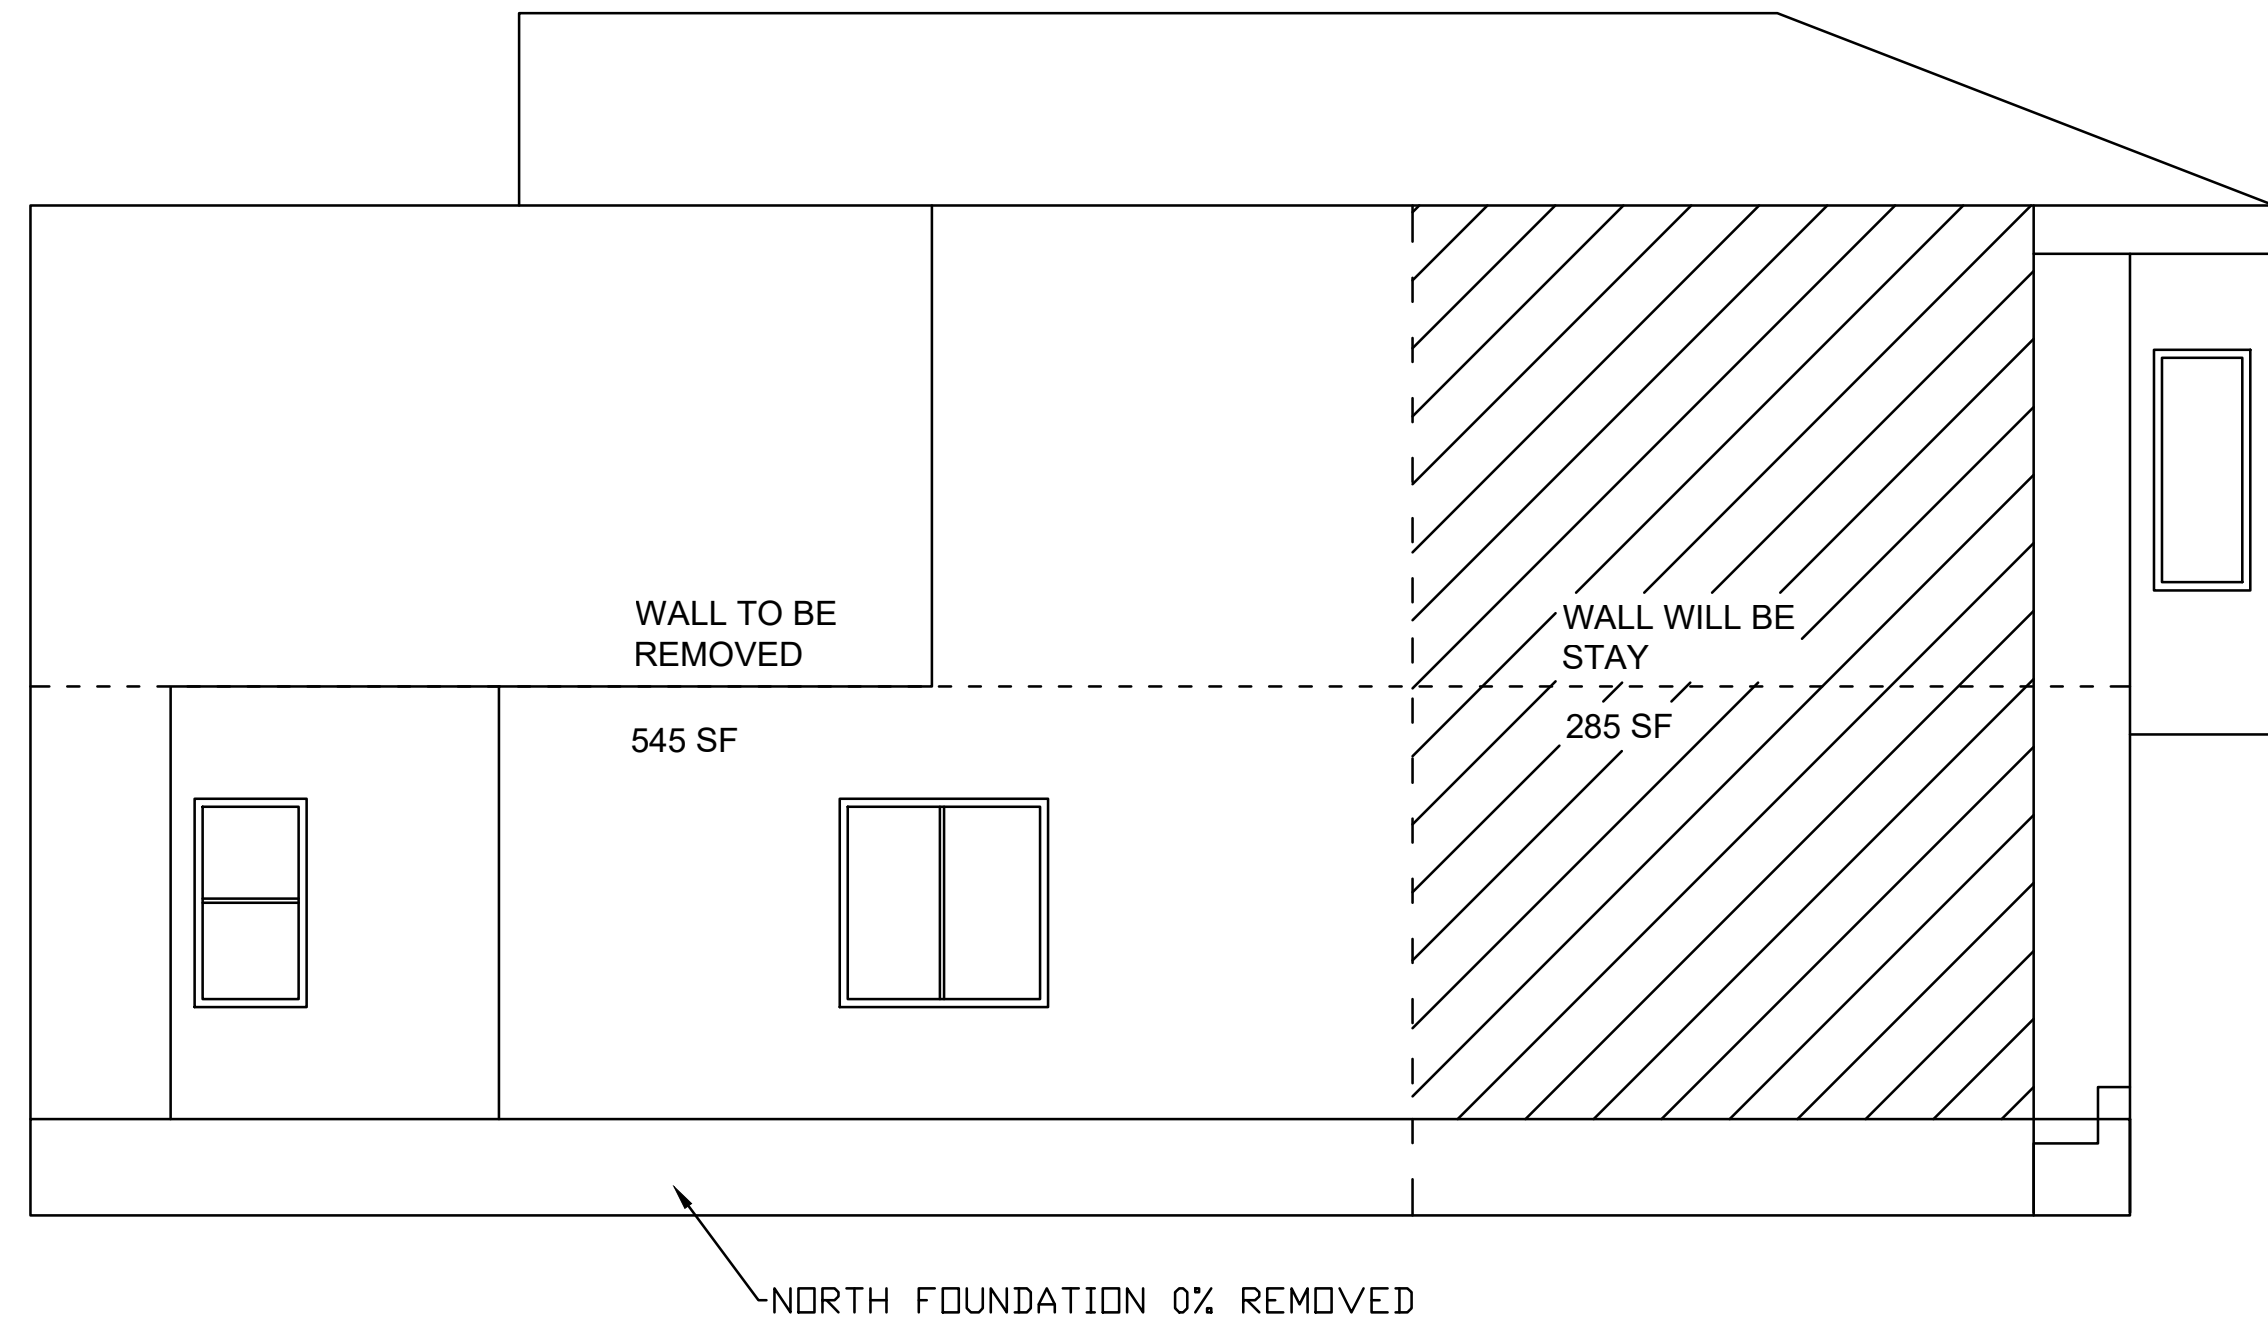 WALL TO BE
REMOVED
545 SF
WALL WILL BE
STAY
285 SF
NORTH FOUNDATION 0% REMOVED